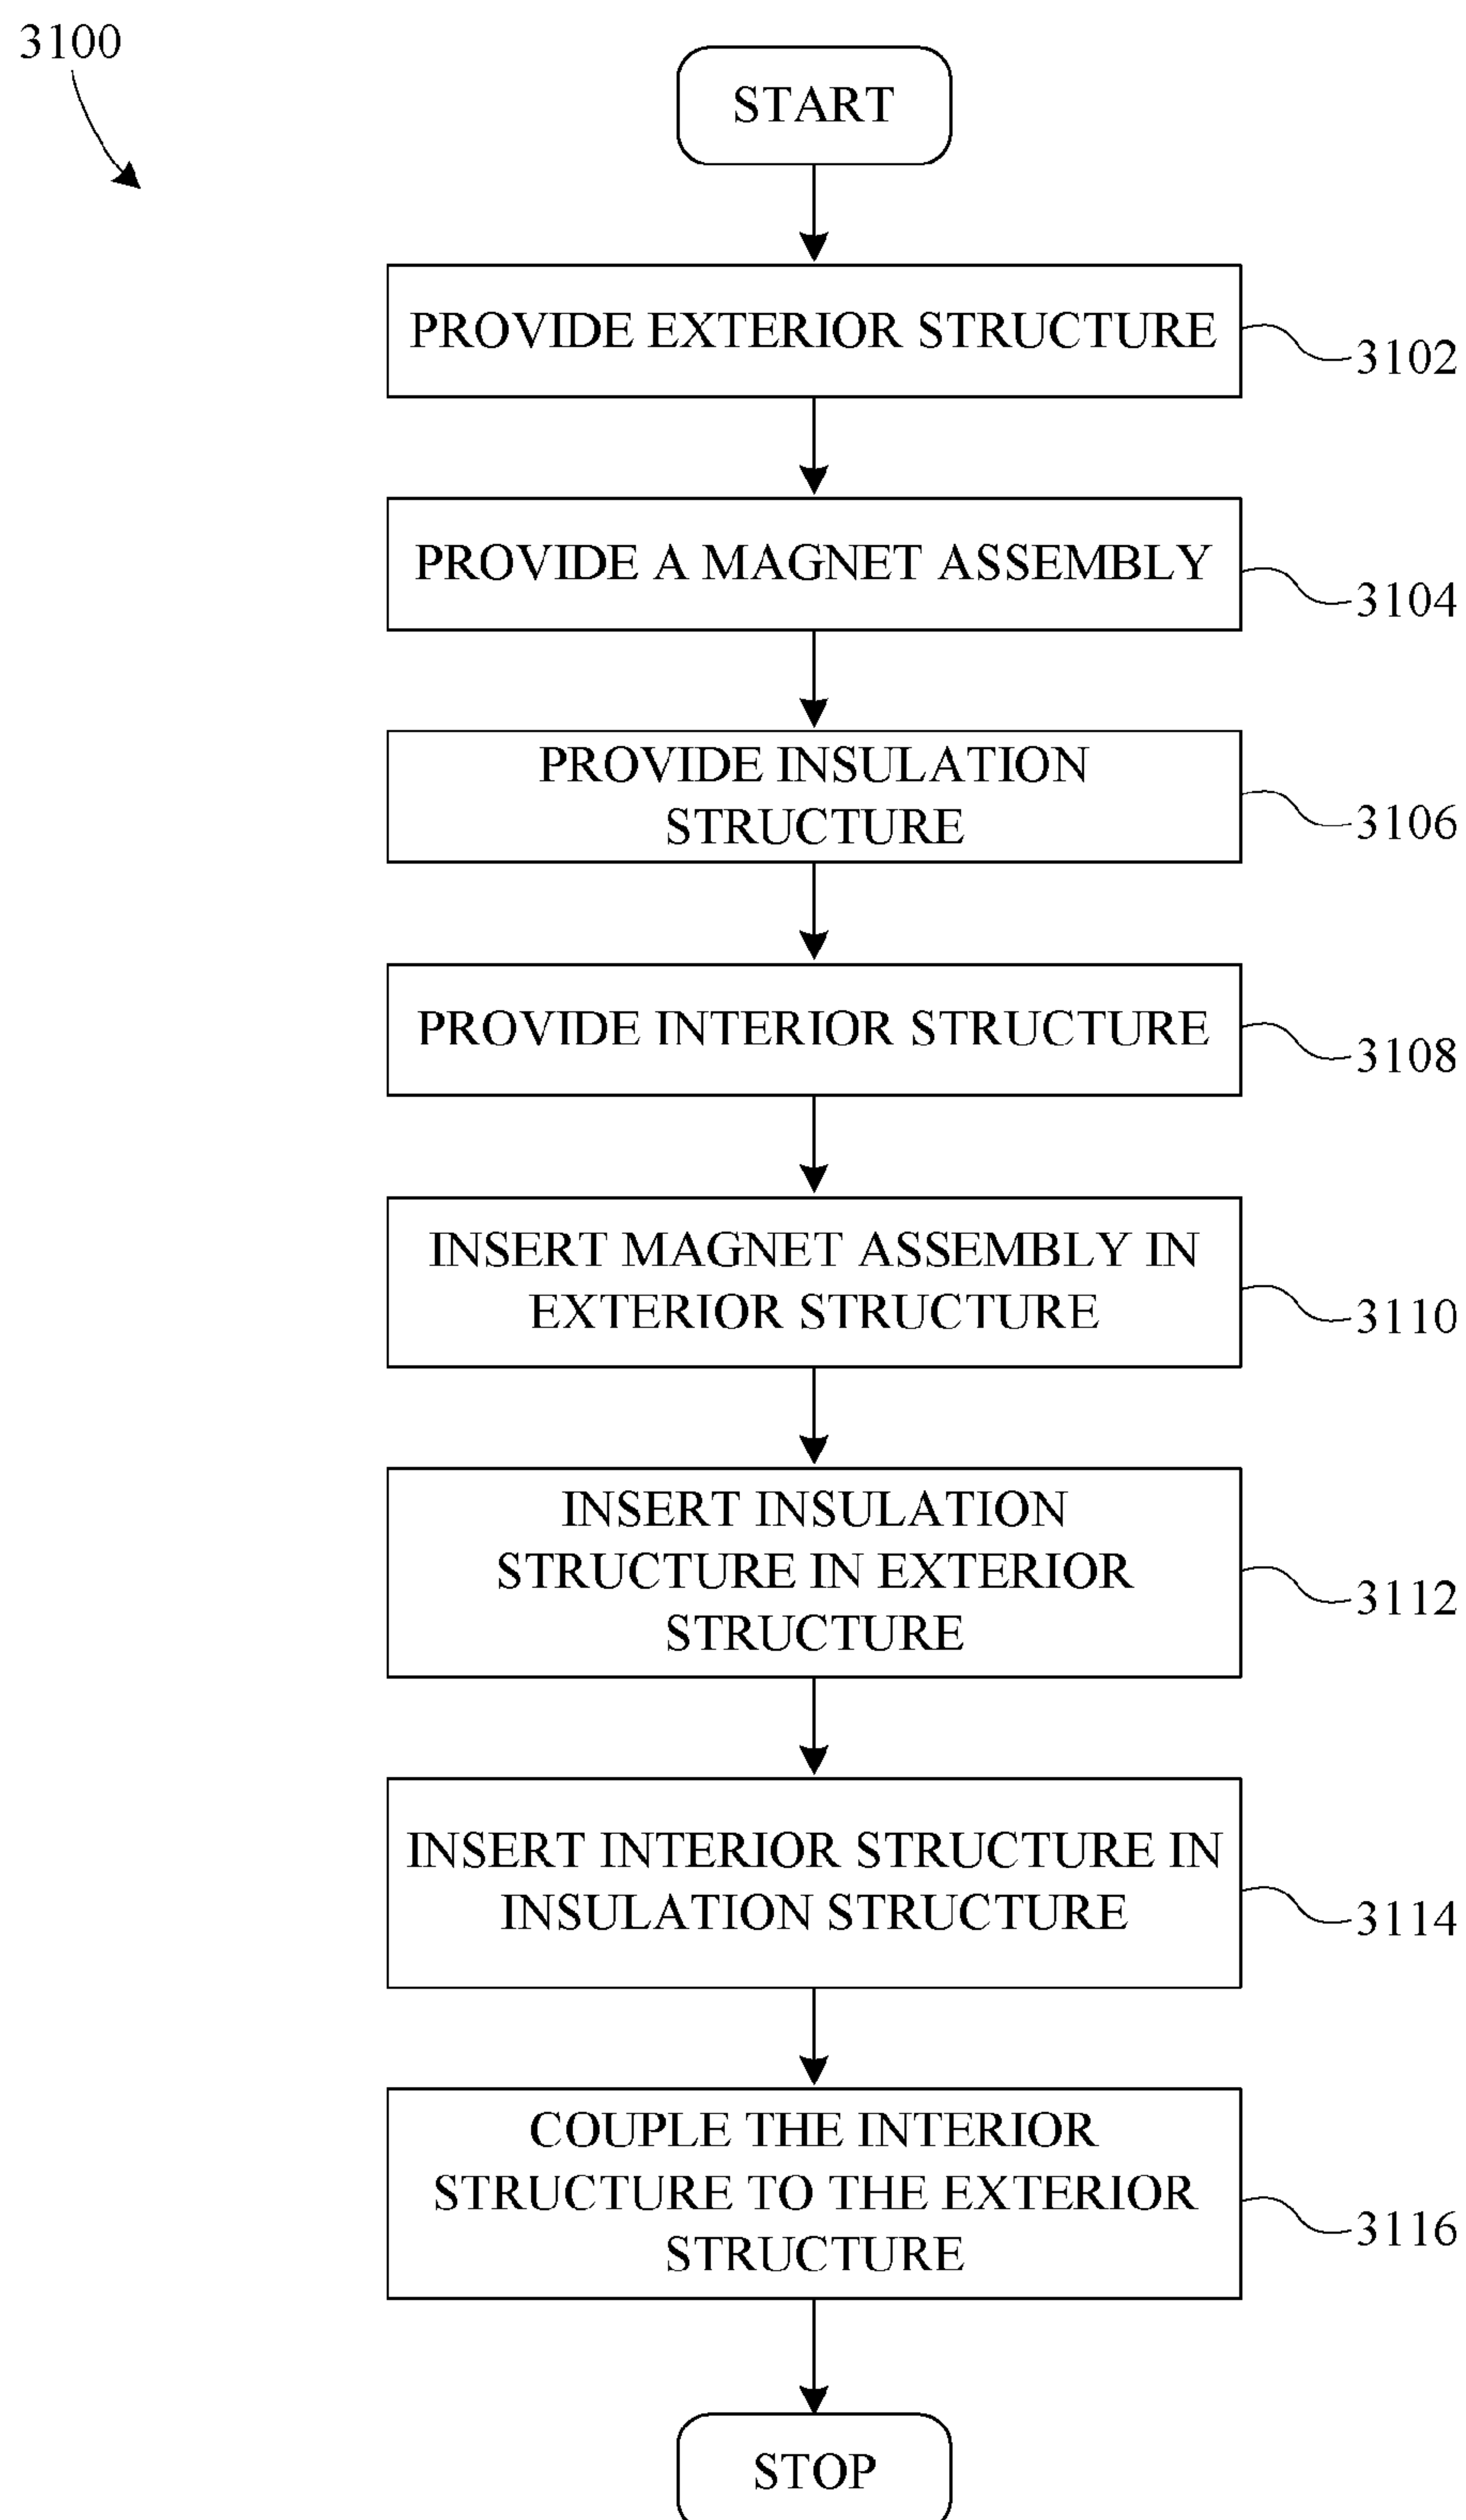 3100
START
PROVIDE EXTERIOR STRUCTURE
3102
PROVIDE A MAGNET ASSEMBLY
3104
PROVIDE INSULATION
STRUCTURE
3106
PROVIDE INTERIOR STRUCTURE
3108
INSERT MAGNET ASSEMBLY IN
EXTERIOR STRUCTURE
3110
INSERT INSULATION
STRUCTURE IN EXTERIOR
STRUCTURE
3112
INSERT INTERIOR STRUCTURE IN
INSULATION STRUCTURE
3114
COUPLE THE INTERIOR
STRUCTURE TO THE EXTERIOR
STRUCTURE
3116
STOP